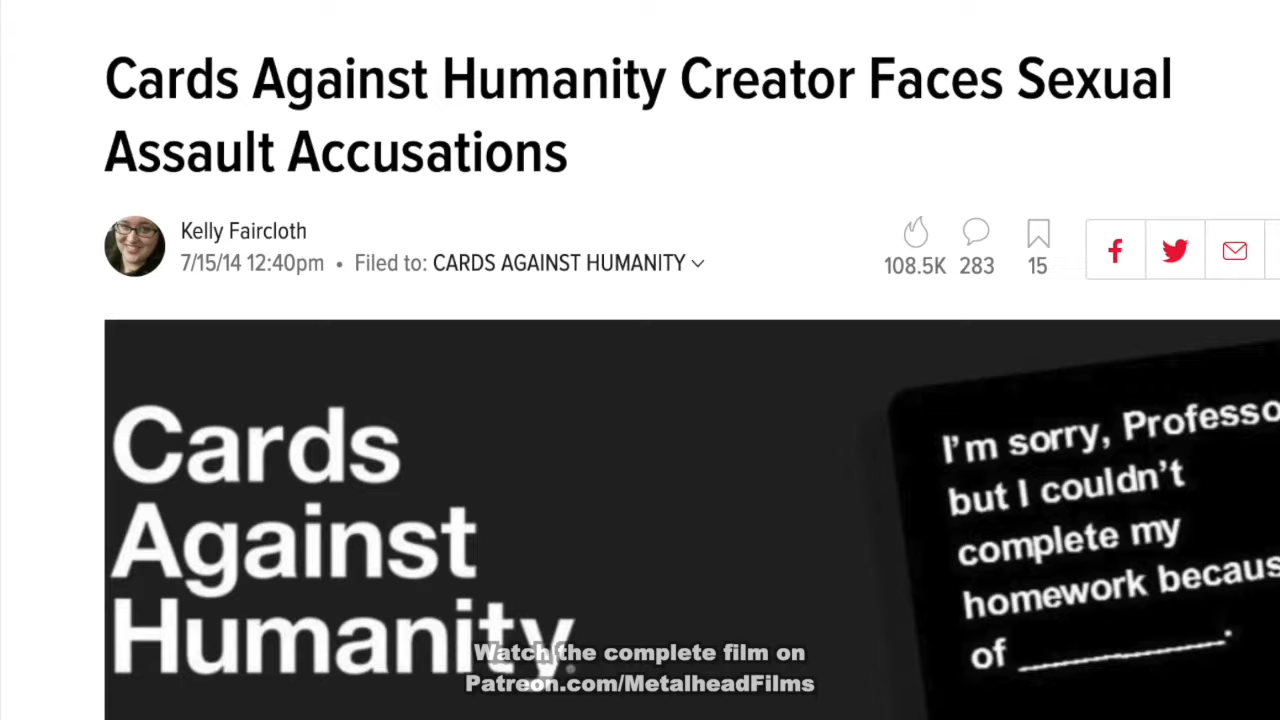 Cards Against Humanity Creator Faces Sexual
Assault Accusations
Kelly Faircloth
7/15/14 12:40pm • Filed to: CARDS AGAINST HUMANITY
108.5K 283 15
Cards
Against
Humanity.
I'm sorry, Professo
but I couldn't
complete my
homework becaus
of ____________.
Watch the complete film on
Patreon.com/MetalheadFilms